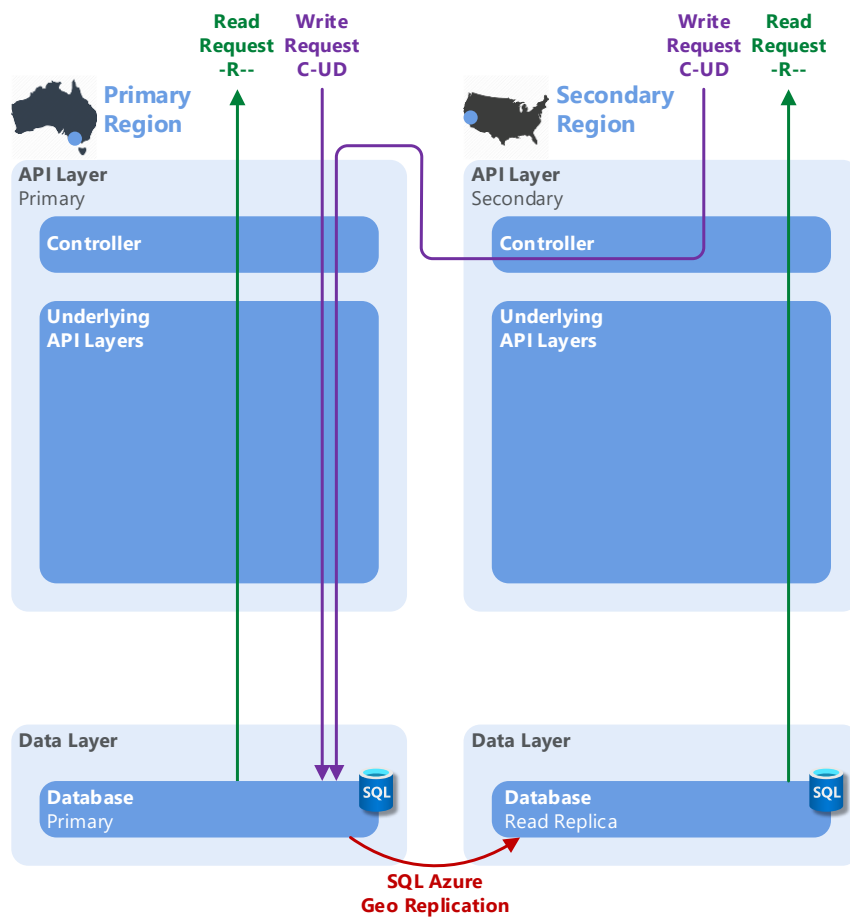 Read
Request
-R--
Write
Request
C-UD
Write
Request
C-UD
Read
Request
-R--
Primary
Region
Secondary
Region
API Layer
Primary
Controller
Underlying
API Layers
API Layer
Secondary
Controller
Underlying
API Layers
Data Layer
Database
Primary
SQL
Data Layer
Database
Read Replica
SQL
SQL Azure
Geo Replication